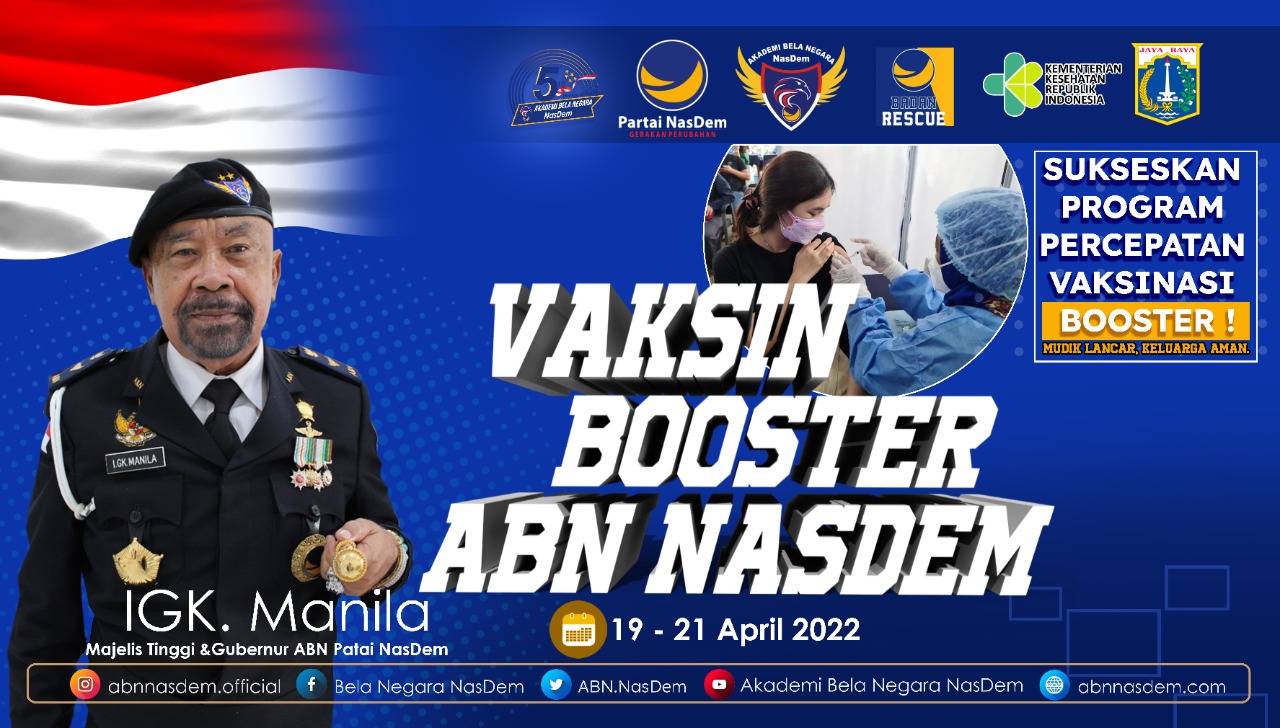 5
AKADEMI BELA NEGARA
NasDem
Partai NasDem
GERAKAN PERUBAHAN
AKADEMI BELA NEGARA
NasDem
BADAN
RESCUE
KEMENTERIAN
KESEHATAN
REPUBLIK
INDONESIA
JAYA RAYA
SUKSESKAN
PROGRAM
PERCEPATAN
VAKSINASI
BOOSTER !
MUDIK LANCAR, KELUARGA AMAN.
VAKSIN
BOOSTER
ABN NASDEM
I.GK.MANILA
IGK. Manila
Majelis Tinggi &Gubernur ABN Patai NasDem
19 - 21 April 2022
abnnasdem.official
Bela Negara NasDem
ABN.NasDem
Akademi Bela Negara NasDem
abnnasdem.com